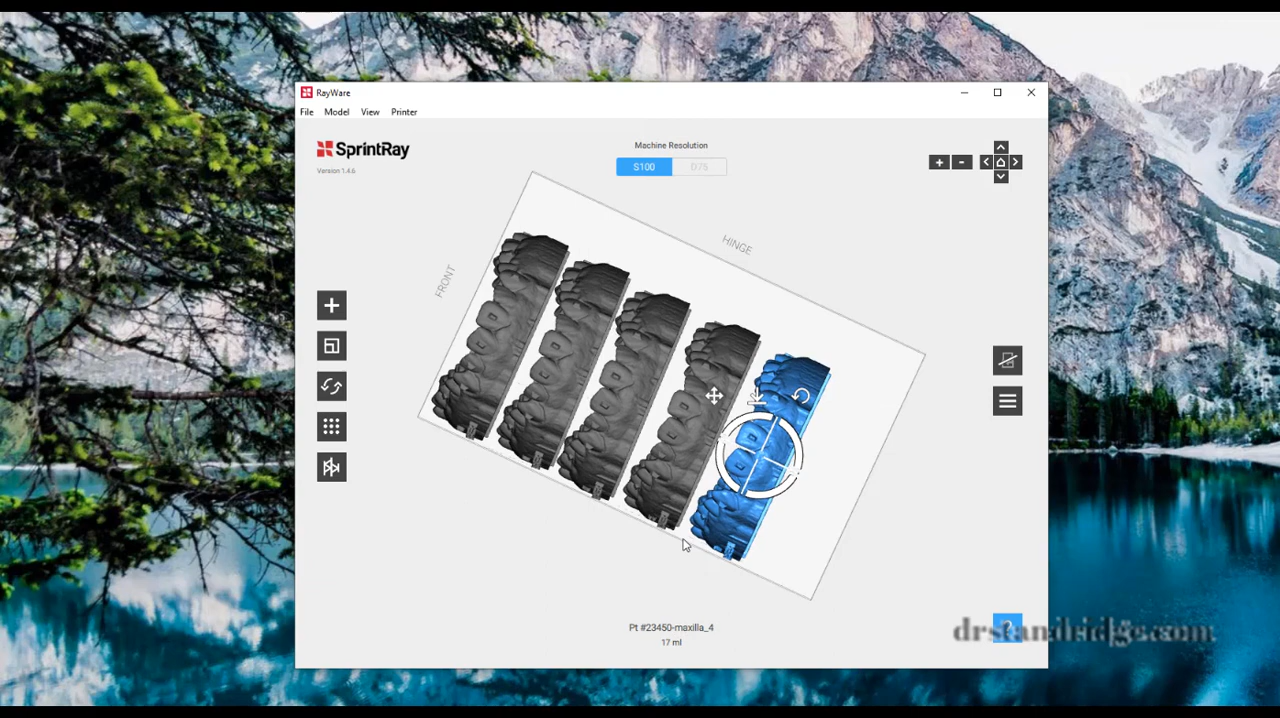 RayWare
File Model View Printer
SprintRay
Version 1.4.6
Machine Resolution
S100 D75
HINGE
FRONT
Pt #23450-maxilla_4
17 ml